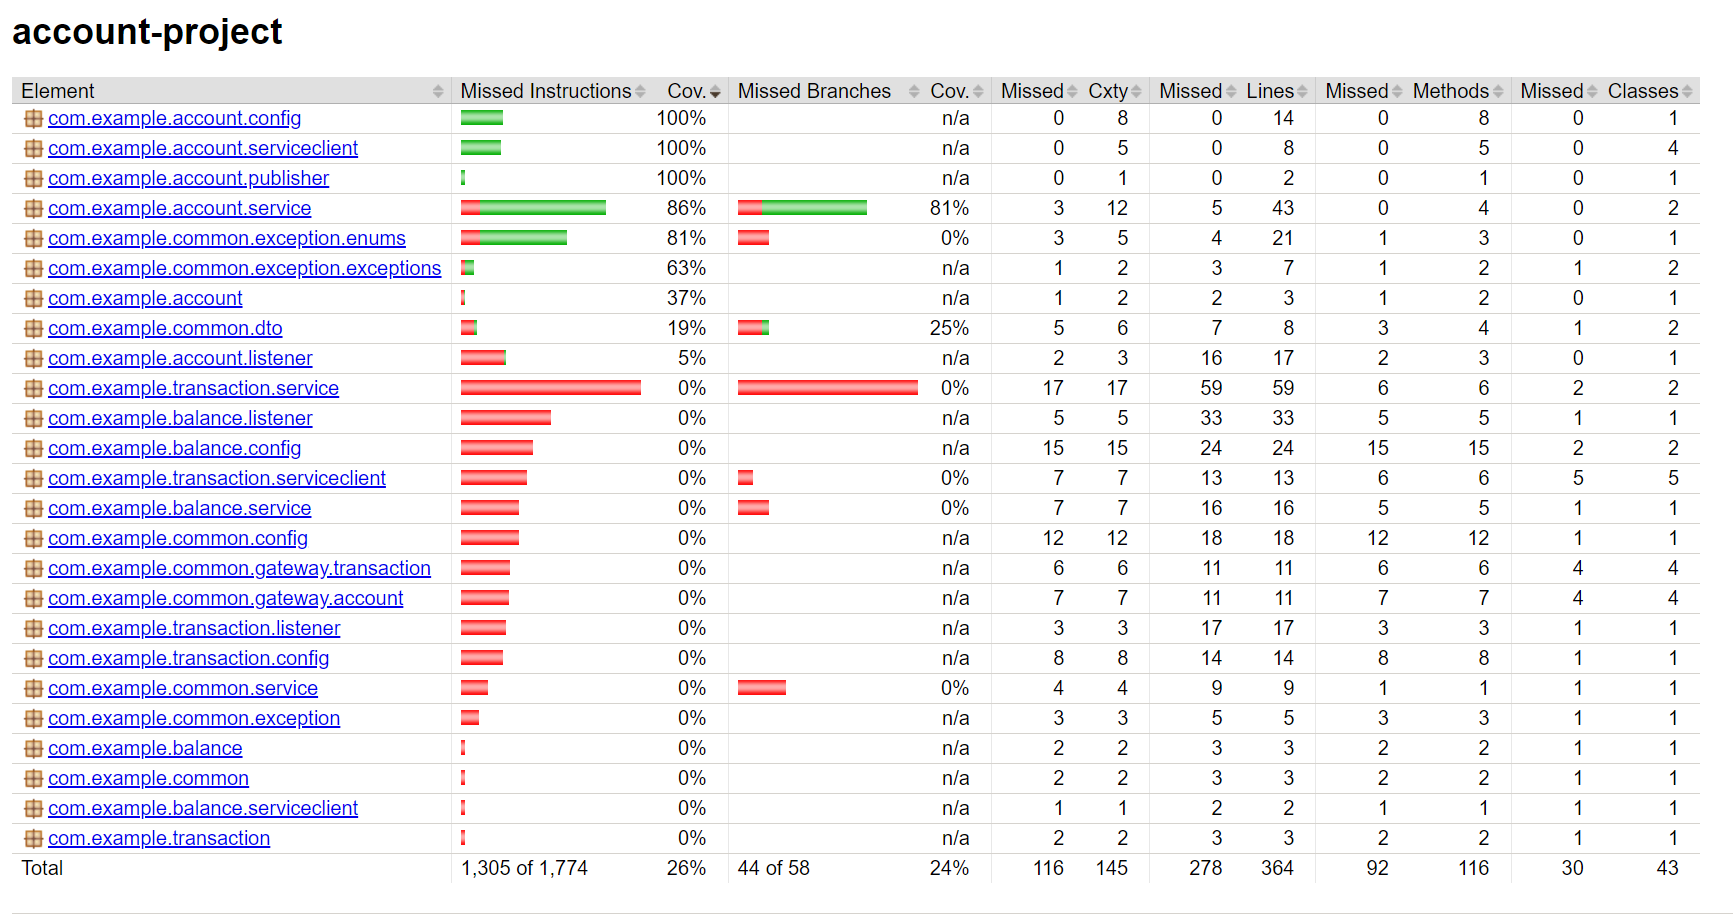 account-project
Element Missed Instructions Cov. Missed Branches Cov. Missed Cxty Missed Lines Missed Methods Missed Classes
com.example.account.config 100% n/a 0 8 0 14 0 8 0 1
com.example.account.serviceclient 100% n/a 0 5 0 8 0 5 0 4
com.example.account.publisher 100% n/a 0 1 0 2 0 1 0 1
com.example.account.service 86% 81% 3 12 5 43 0 4 0 2
com.example.common.exception.enums 81% 0% 3 5 4 21 1 3 0 1
com.example.common.exception.exceptions 63% n/a 1 2 3 7 1 2 1 2
com.example.account 37% n/a 1 2 2 3 1 2 0 1
com.example.common.dto 19% 25% 5 6 7 8 3 4 1 2
com.example.account.listener 5% n/a 2 3 16 17 2 3 0 1
com.example.transaction.service 0% 0% 17 17 59 59 6 6 2 2
com.example.balance.listener 0% n/a 5 5 33 33 5 5 1 1
com.example.balance.config 0% n/a 15 15 24 24 15 15 2 2
com.example.transaction.serviceclient 0% 0% 7 7 13 13 6 6 5 5
com.example.balance.service 0% 0% 7 7 16 16 5 5 1 1
com.example.common.config 0% n/a 12 12 18 18 12 12 1 1
com.example.common.gateway.transaction 0% n/a 6 6 11 11 6 6 4 4
com.example.common.gateway.account 0% n/a 7 7 11 11 7 7 4 4
com.example.transaction.listener 0% n/a 3 3 17 17 3 3 1 1
com.example.transaction.config 0% n/a 8 8 14 14 8 8 1 1
com.example.common.service 0% 0% 4 4 9 9 1 1 1 1
com.example.common.exception 0% n/a 3 3 5 5 3 3 1 1
com.example.balance 0% n/a 2 2 3 3 2 2 1 1
com.example.common 0% n/a 2 2 3 3 2 2 1 1
com.example.balance.serviceclient 0% n/a 1 1 2 2 1 1 1 1
com.example.transaction 0% n/a 2 2 3 3 2 2 1 1
Total 1,305 of 1,774 26% 44 of 58 24% 116 145 278 364 92 116 30 43